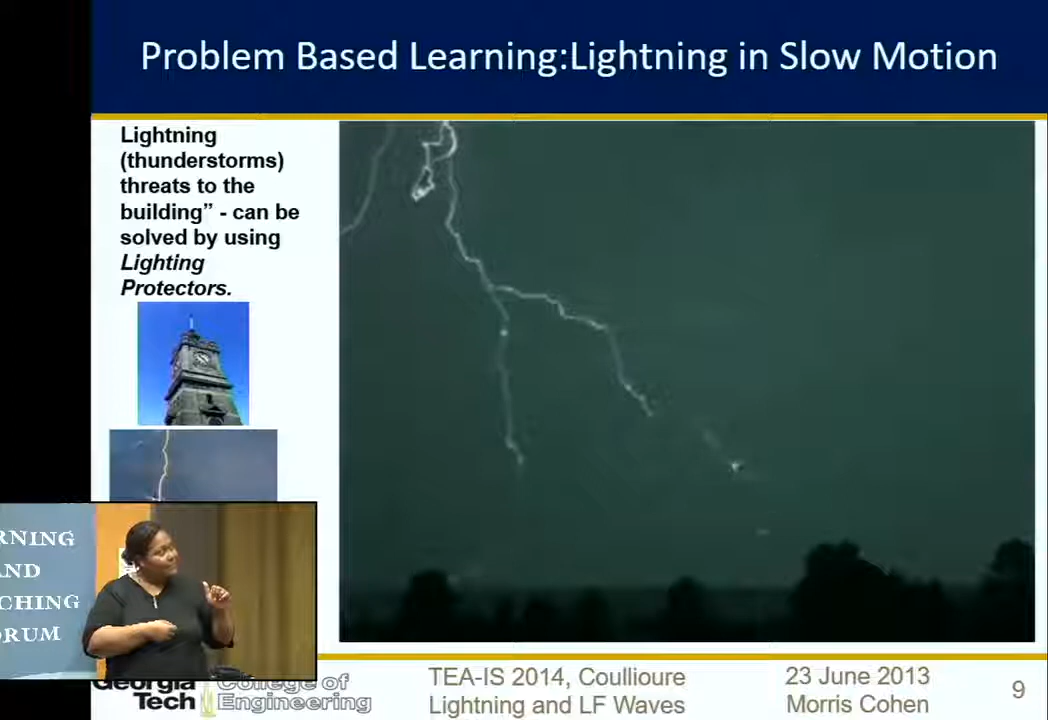 Problem Based Learning:Lightning in Slow Motion
Lightning
(thunderstorms)
threats to the
building” - can be
solved by using
Lighting
Protectors.
RNING
AND
CHING
ORUM
Georgia
Tech
College of
Engineering
TEA-IS 2014, Coullioure
Lightning and LF Waves
23 June 2013
Morris Cohen
9